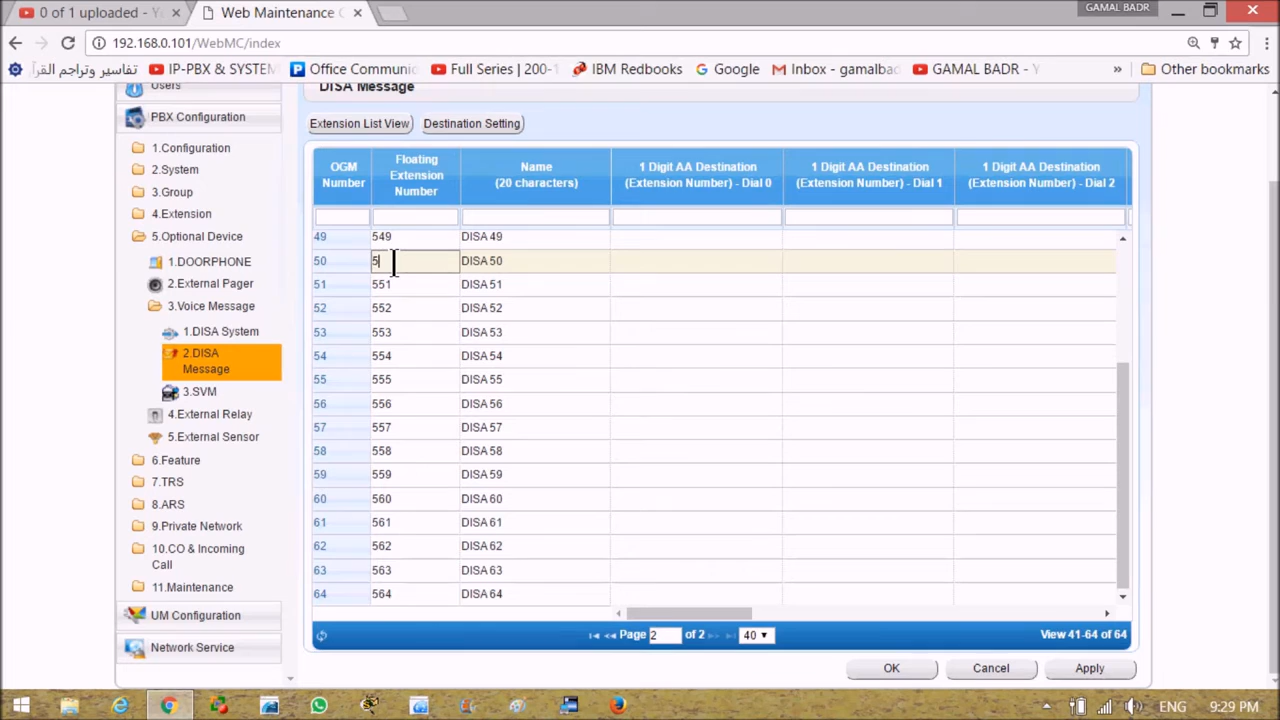 0 of 1 uploaded - Y
Web Maintenance C
GAMAL BADR
192.168.0.101/WebMC/index
تفاسير وتراجم القرآ
IP-PBX & SYSTEM
Office Communic
Full Series | 200-1
IBM Redbooks
Google
Inbox - gamalbac
GAMAL BADR - Y
»
Other bookmarks
Users
PBX Configuration
1.Configuration
2.System
3.Group
4.Extension
5.Optional Device
1.DOORPHONE
2.External Pager
3.Voice Message
1.DISA System
2.DISA
Message
3.SVM
4.External Relay
5.External Sensor
6.Feature
7.TRS
8.ARS
9.Private Network
10.CO & Incoming
Call
11.Maintenance
UM Configuration
Network Service
DISA Message
Extension List View
Destination Setting
OGM
Number
Floating
Extension
Number
Name
(20 characters)
1 Digit AA Destination
(Extension Number) - Dial 0
1 Digit AA Destination
(Extension Number) - Dial 1
1 Digit AA Destination
(Extension Number) - Dial 2
49 549 DISA 49
50 5 DISA 50
51 551 DISA 51
52 552 DISA 52
53 553 DISA 53
54 554 DISA 54
55 555 DISA 55
56 556 DISA 56
57 557 DISA 57
58 558 DISA 58
59 559 DISA 59
60 560 DISA 60
61 561 DISA 61
62 562 DISA 62
63 563 DISA 63
64 564 DISA 64
Page 2 of 2 40 View 41-64 of 64
OK
Cancel
Apply
ENG
9:29 PM